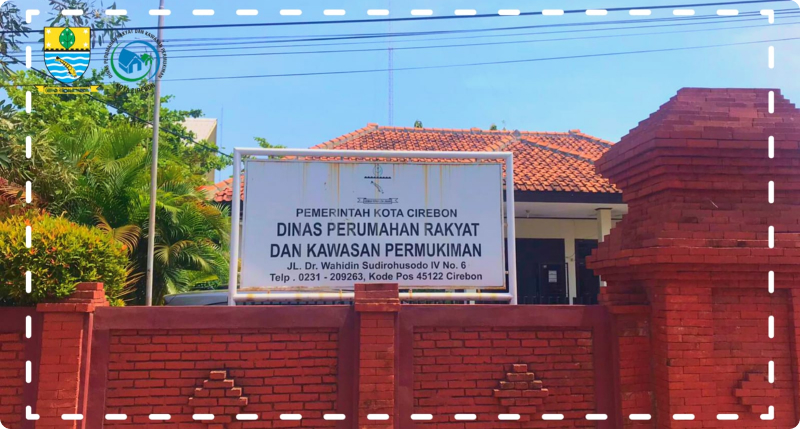 PEMERINTAH KOTA CIREBON
DINAS PERUMAHAN RAKYAT
DAN KAWASAN PERMUKIMAN
JL. Dr. Wahidin Sudirohusodo IV No. 6
Telp . 0231 - 209263, Kode Pos 45122 Cirebon